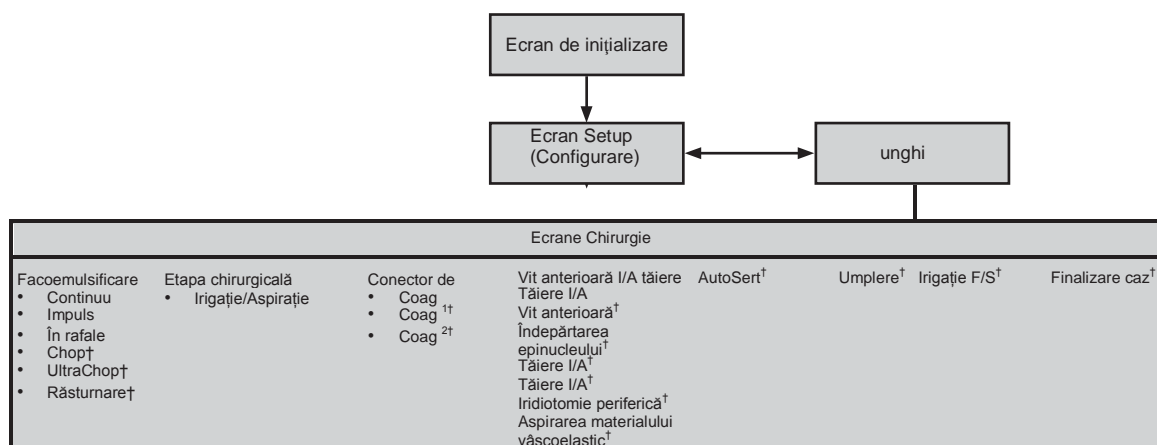 Ecran de inițializare
Ecran Setup
(Configurare)
unghi
Ecrane Chirurgie
Facoemulsificare
• Continuu
• Impuls
• În rafale
• Chop†
• UltraChop†
• Răsturnare†
Etapa chirurgicală
• Irigație/Aspirație
Conector de
• Coag
• Coag 1†
• Coag 2†
Vit anterioară I/A tăiere
Tăiere I/A
Vit anterioară†
Îndepărtarea
epinucleului†
Tăiere I/A†
Tăiere I/A†
Iridiotomie periferică†
Aspirarea materialului
vâscoelastic†
AutoSert†
Umplere†
Irigație F/S†
Finalizare caz†